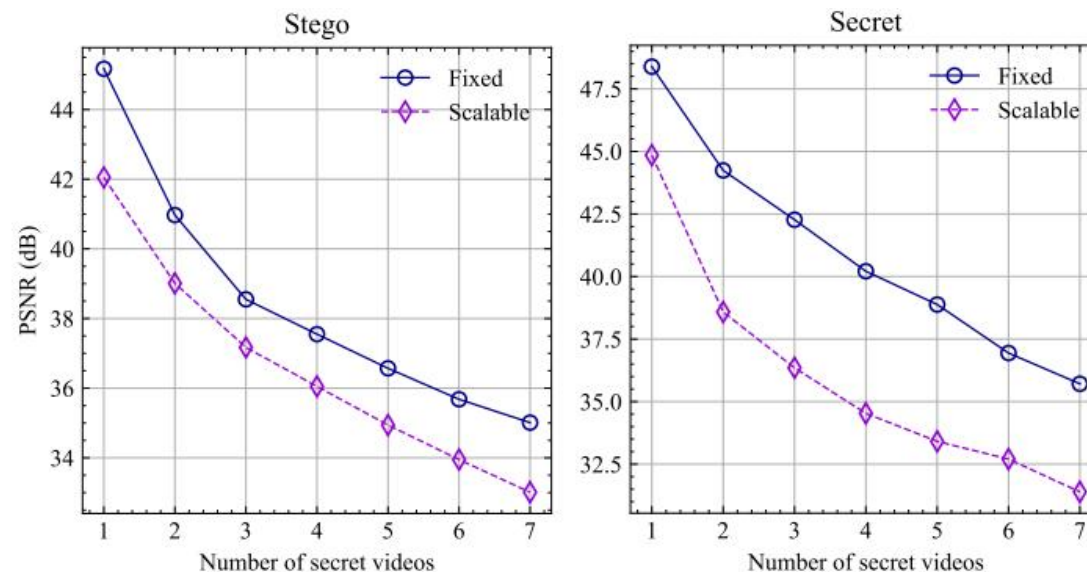 Stego
Fixed
Scalable
44
42
40
38
36
34
PSNR (dB)
1 2 3 4 5 6 7
Number of secret videos
Secret
Fixed
Scalable
47.5
45.0
42.5
40.0
37.5
35.0
32.5
1 2 3 4 5 6 7
Number of secret videos